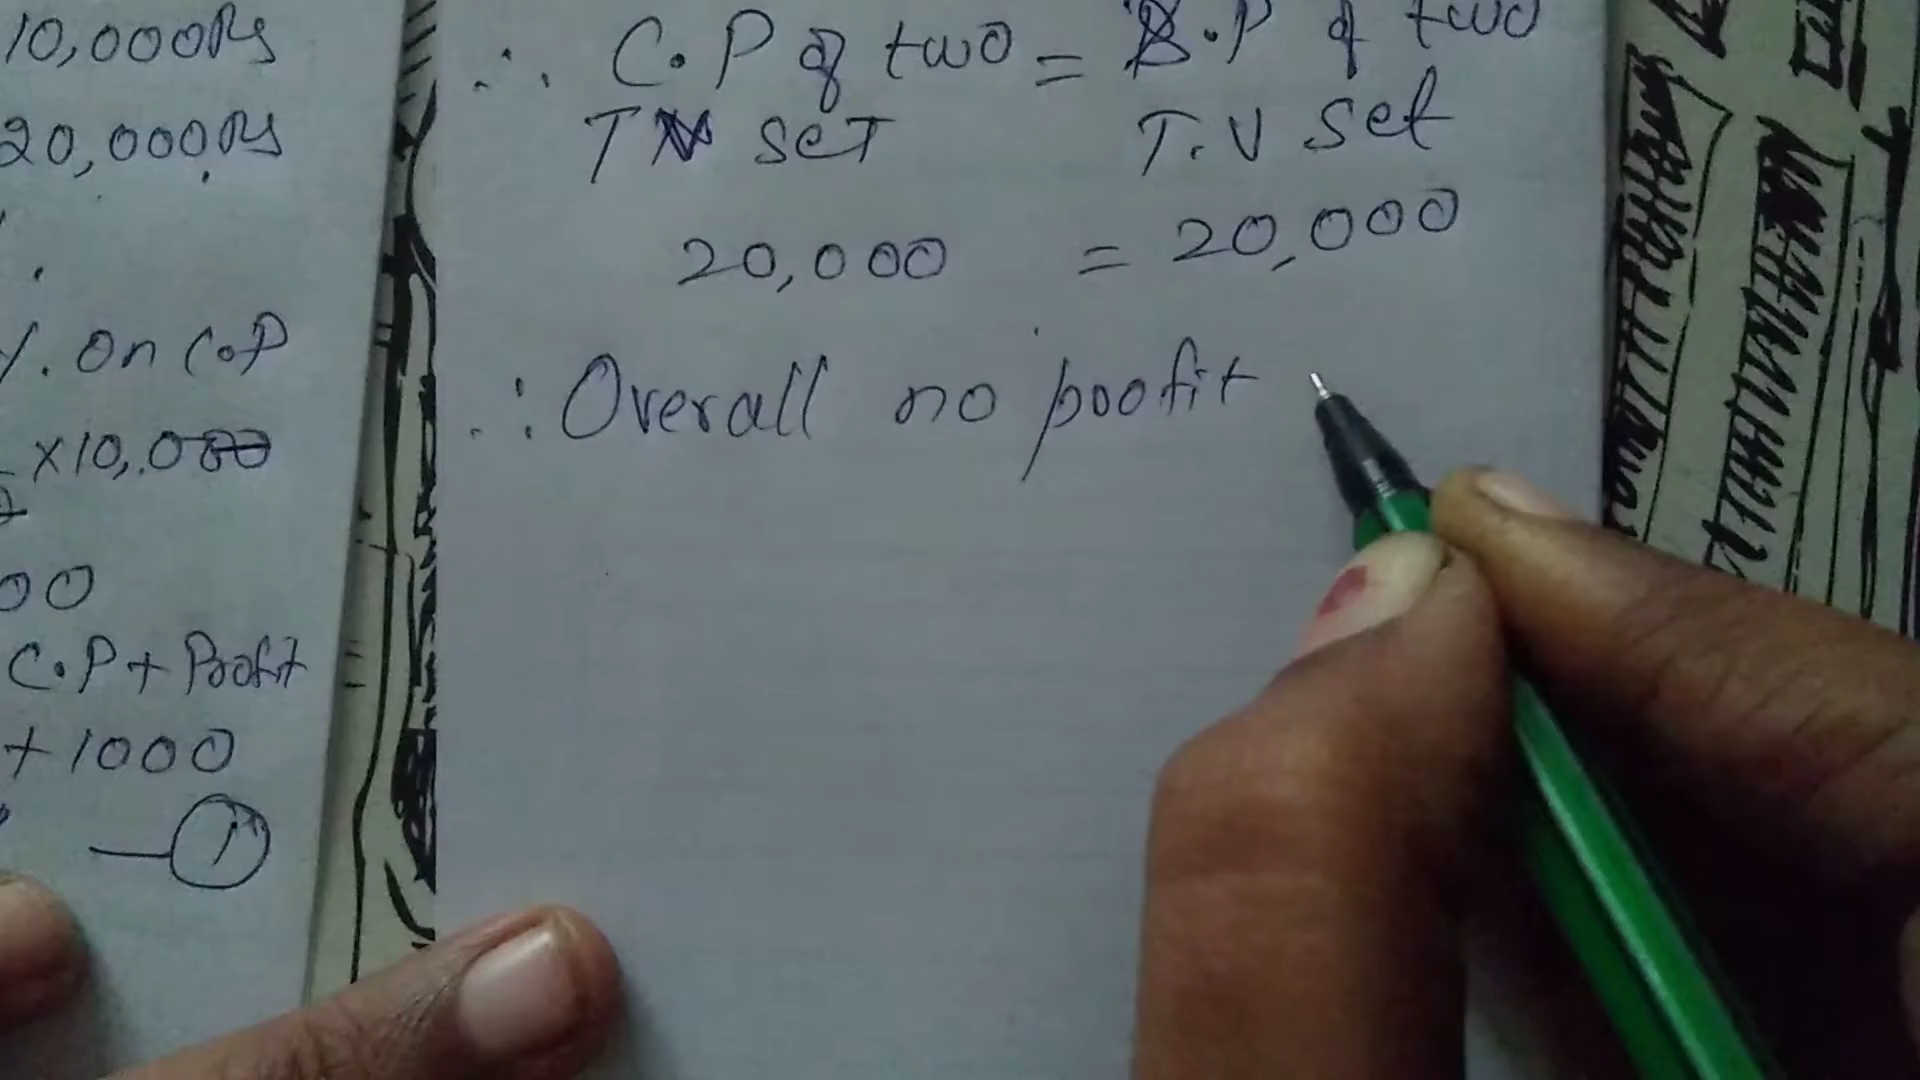 10,000Rs
20,000Rs
%. On C.P
×10,000
00
C.P + Profit
+1000
1
∴ C.P of two = S.P of two
TV SeT T.V Set
20,000 = 20,000
∴ Overall no profit